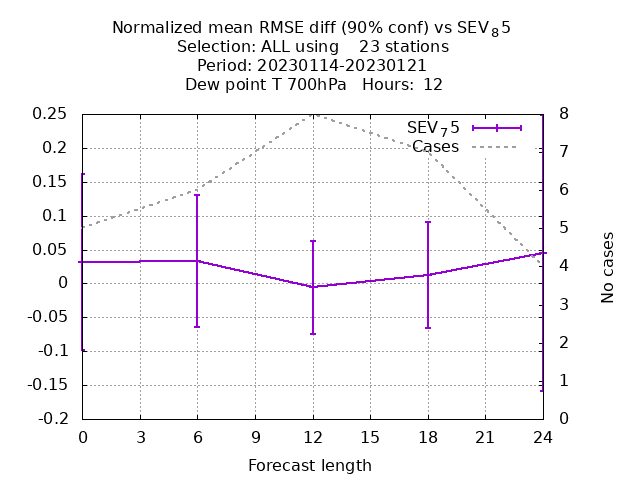 Normalized mean RMSE diff (90% conf) vs SEV₈5
Selection: ALL using    23 stations
Period: 20230114-20230121
Dew point T 700hPa   Hours:  12
SEV₇5
Cases
0.25
0.2
0.15
0.1
0.05
0
-0.05
-0.1
-0.15
-0.2
8
7
6
5
4
3
2
1
0
No cases
0 3 6 9 12 15 18 21 24
Forecast length